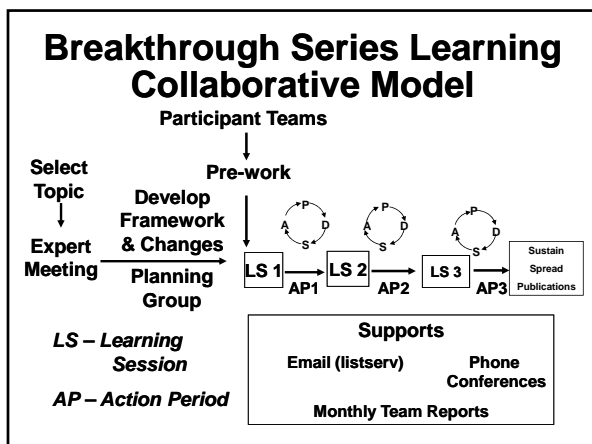 Breakthrough Series Learning
Collaborative Model
Participant Teams
Select
Topic
Pre-work
Develop
Framework
& Changes
Expert
Meeting
Planning
Group
P
A D
S
P
A D
S
P
A D
S
LS 1
AP1
LS 2
AP2
LS 3
AP3
Sustain
Spread
Publications
LS – Learning
Session
AP – Action Period
Supports
Email (listserv)
Phone
Conferences
Monthly Team Reports